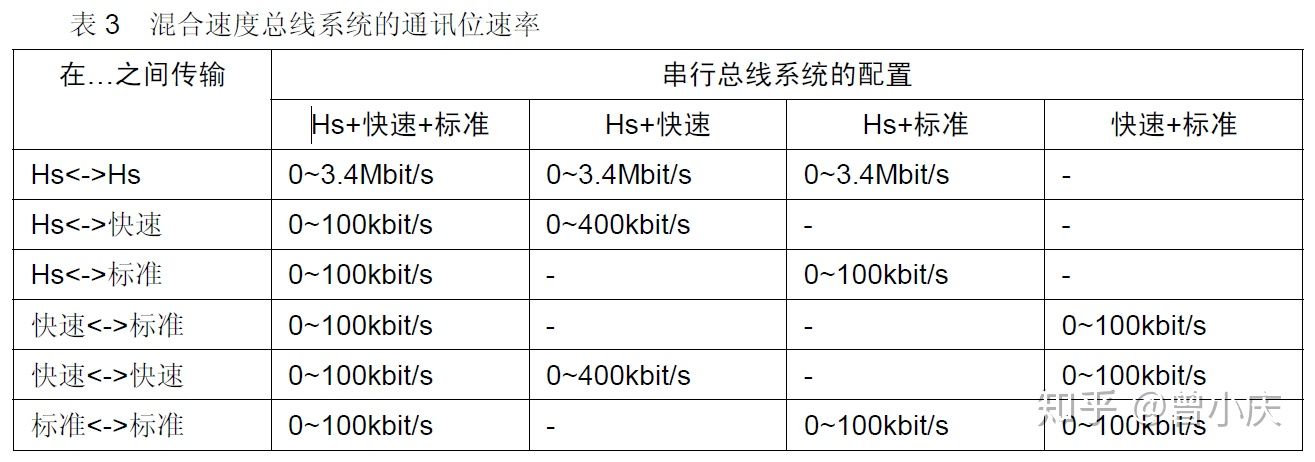 表 3 混合速度总线系统的通讯位速率
在…之间传输 串行总线系统的配置
Hs+快速+标准 Hs+快速 Hs+标准 快速+标准
Hs<->Hs 0~3.4Mbit/s 0~3.4Mbit/s 0~3.4Mbit/s -
Hs<->快速 0~100kbit/s 0~400kbit/s - -
Hs<->标准 0~100kbit/s - 0~100kbit/s -
快速<->标准 0~100kbit/s - - 0~100kbit/s
快速<->快速 0~100kbit/s 0~400kbit/s - 0~100kbit/s
标准<->标准 0~100kbit/s - 0~100kbit/s 0~100kbit/s
知乎 @曾小庆